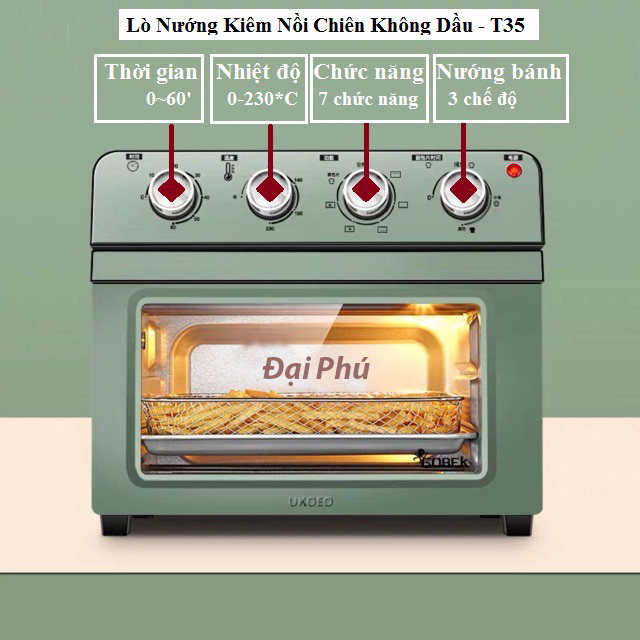 Lò Nướng Kiêm Nồi Chiên Không Dầu - T35
Thời gian
0~60'
Nhiệt độ
0-230*C
Chức năng
7 chức năng
Nướng bánh
3 chế độ
Đại Phú
GOBEK
UKOEO